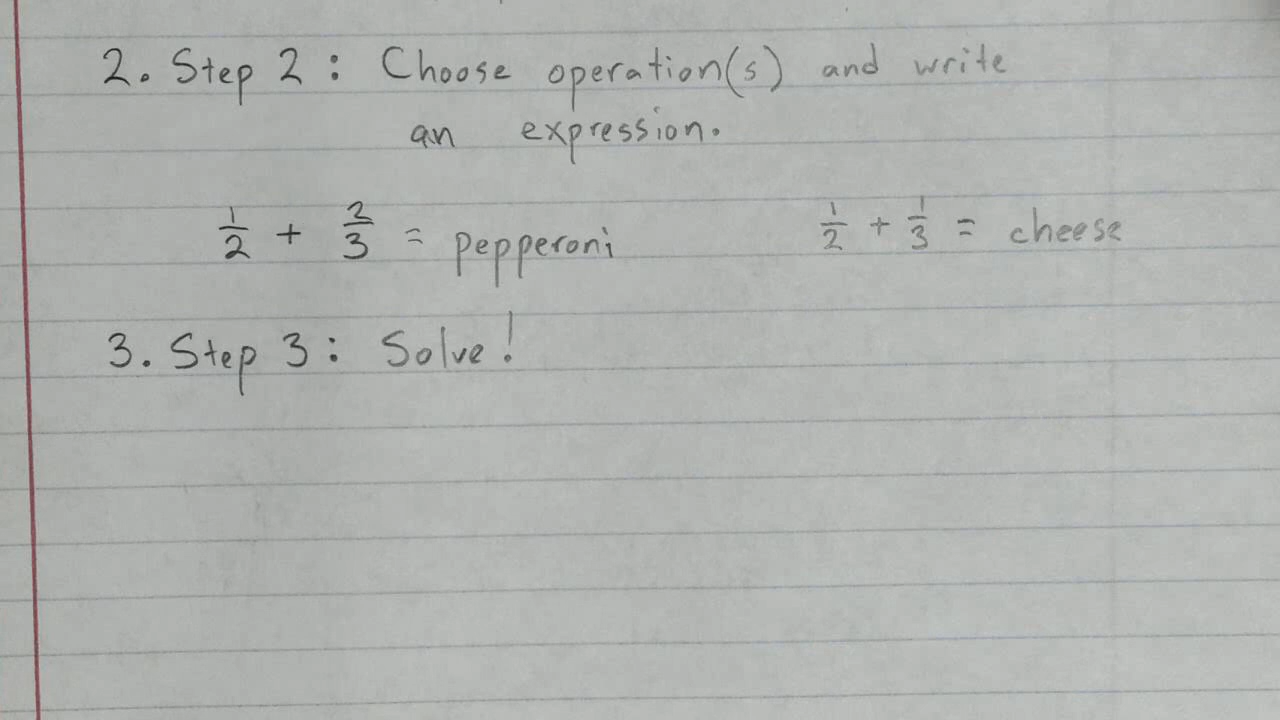 2. Step 2: Choose operation(s) and write
an expression.
1/2 + 2/3 = pepperoni 1/2 + 1/3 = cheese
3. Step 3: Solve!